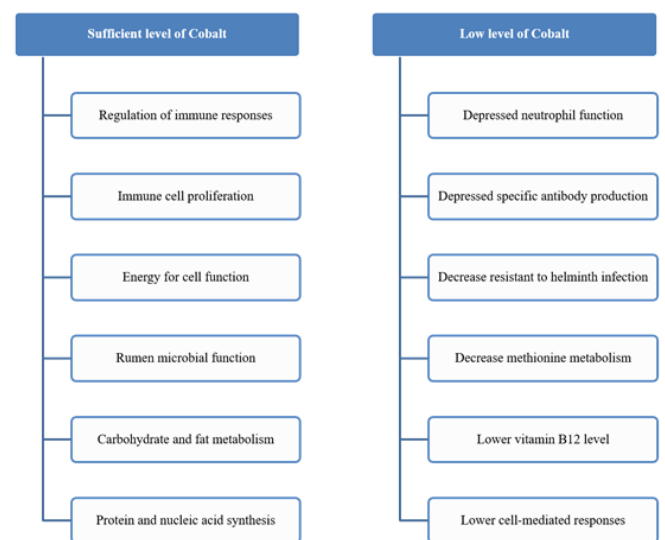 Sufficient level of Cobalt
Regulation of immune responses
Immune cell proliferation
Energy for cell function
Rumen microbial function
Carbohydrate and fat metabolism
Protein and nucleic acid synthesis
Low level of Cobalt
Depressed neutrophil function
Depressed specific antibody production
Decrease resistant to helminth infection
Decrease methionine metabolism
Lower vitamin B12 level
Lower cell-mediated responses